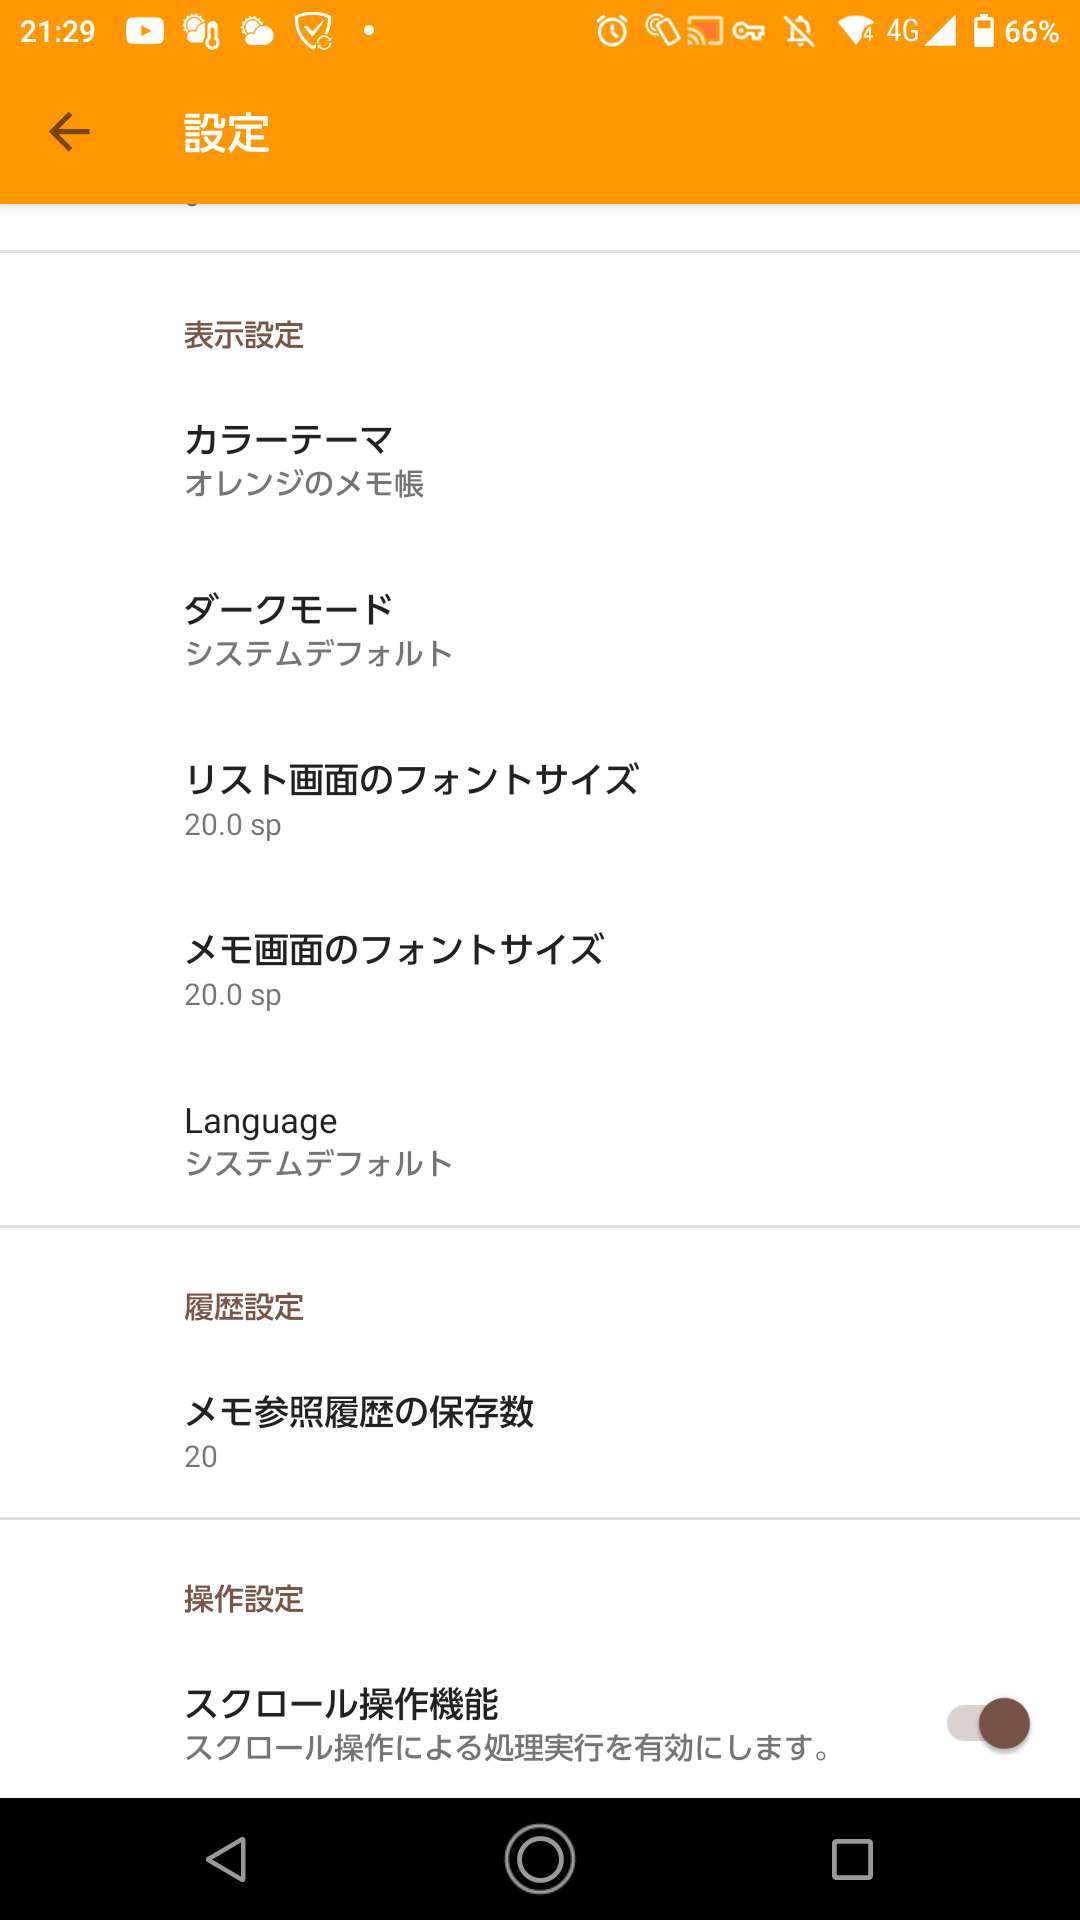 21:29
4
4G
66%
設定
表示設定
カラーテーマ
オレンジのメモ帳
ダークモード
システムデフォルト
リスト画面のフォントサイズ
20.0 sp
メモ画面のフォントサイズ
20.0 sp
Language
システムデフォルト
履歴設定
メモ参照履歴の保存数
20
操作設定
スクロール操作機能
スクロール操作による処理実行を有効にします。